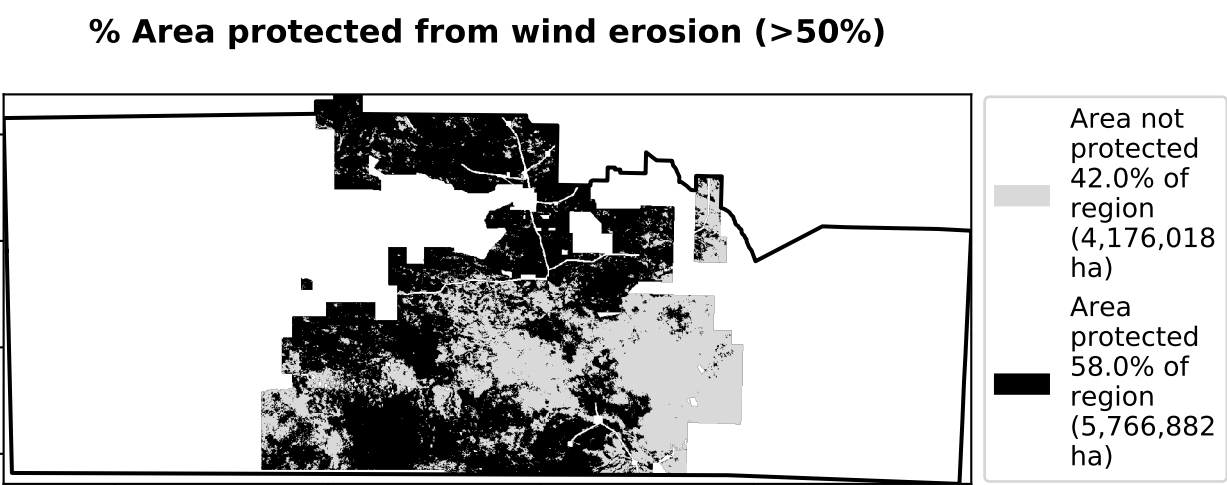 % Area protected from wind erosion (>50%)
Area not
protected
42.0% of
region
(4,176,018
ha)
Area
protected
58.0% of
region
(5,766,882
ha)